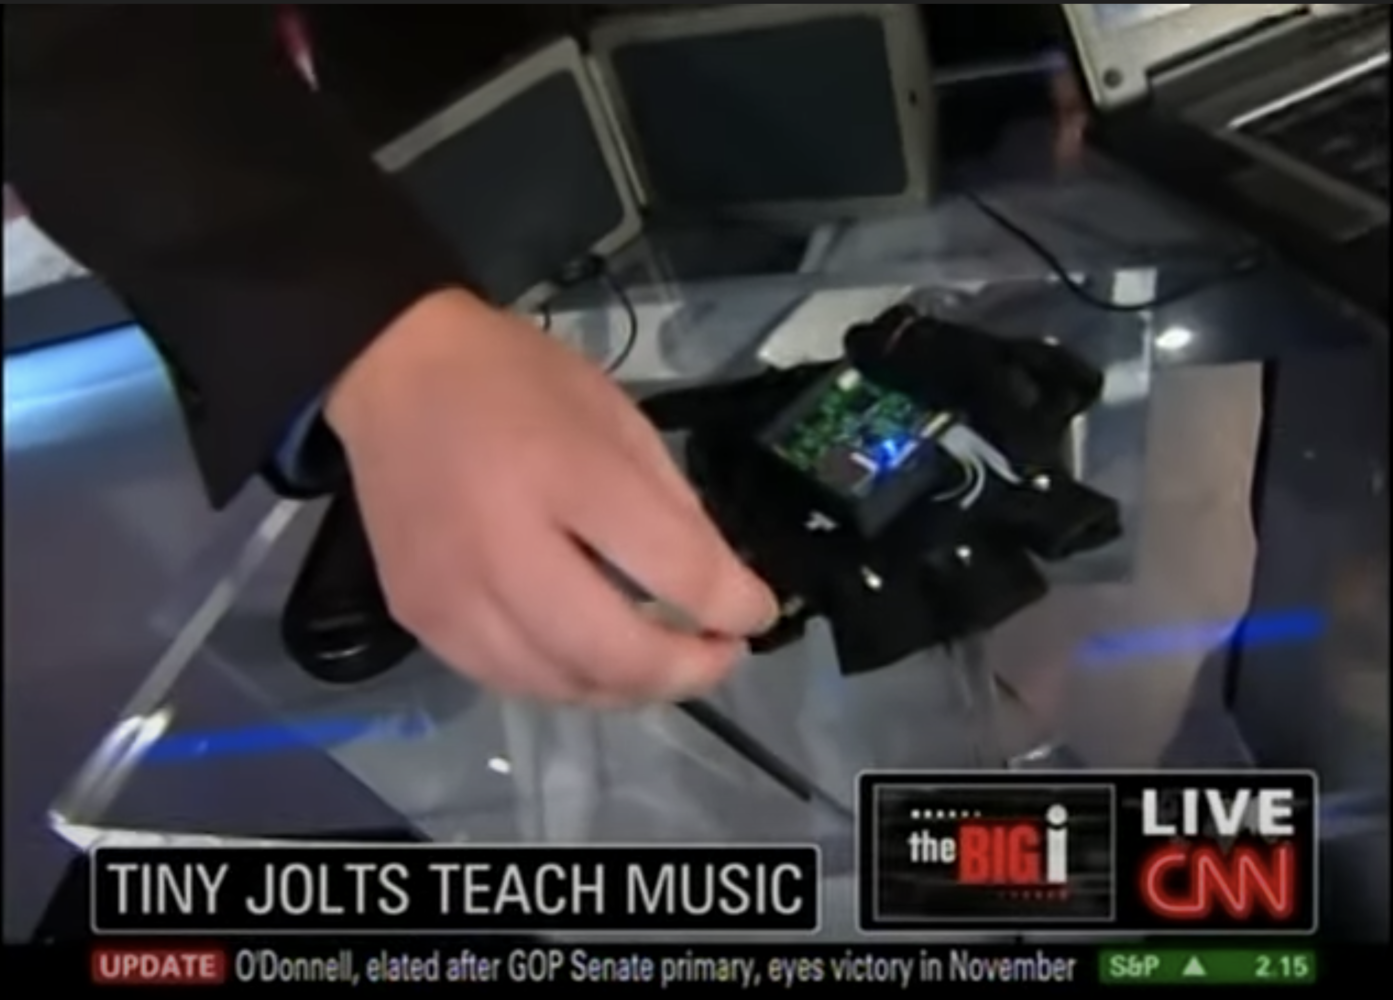 the BIG i
LIVE
CNN
TINY JOLTS TEACH MUSIC
UPDATE O'Donnell, elated after GOP Senate primary, eyes victory in November S&P ▲ 2.15